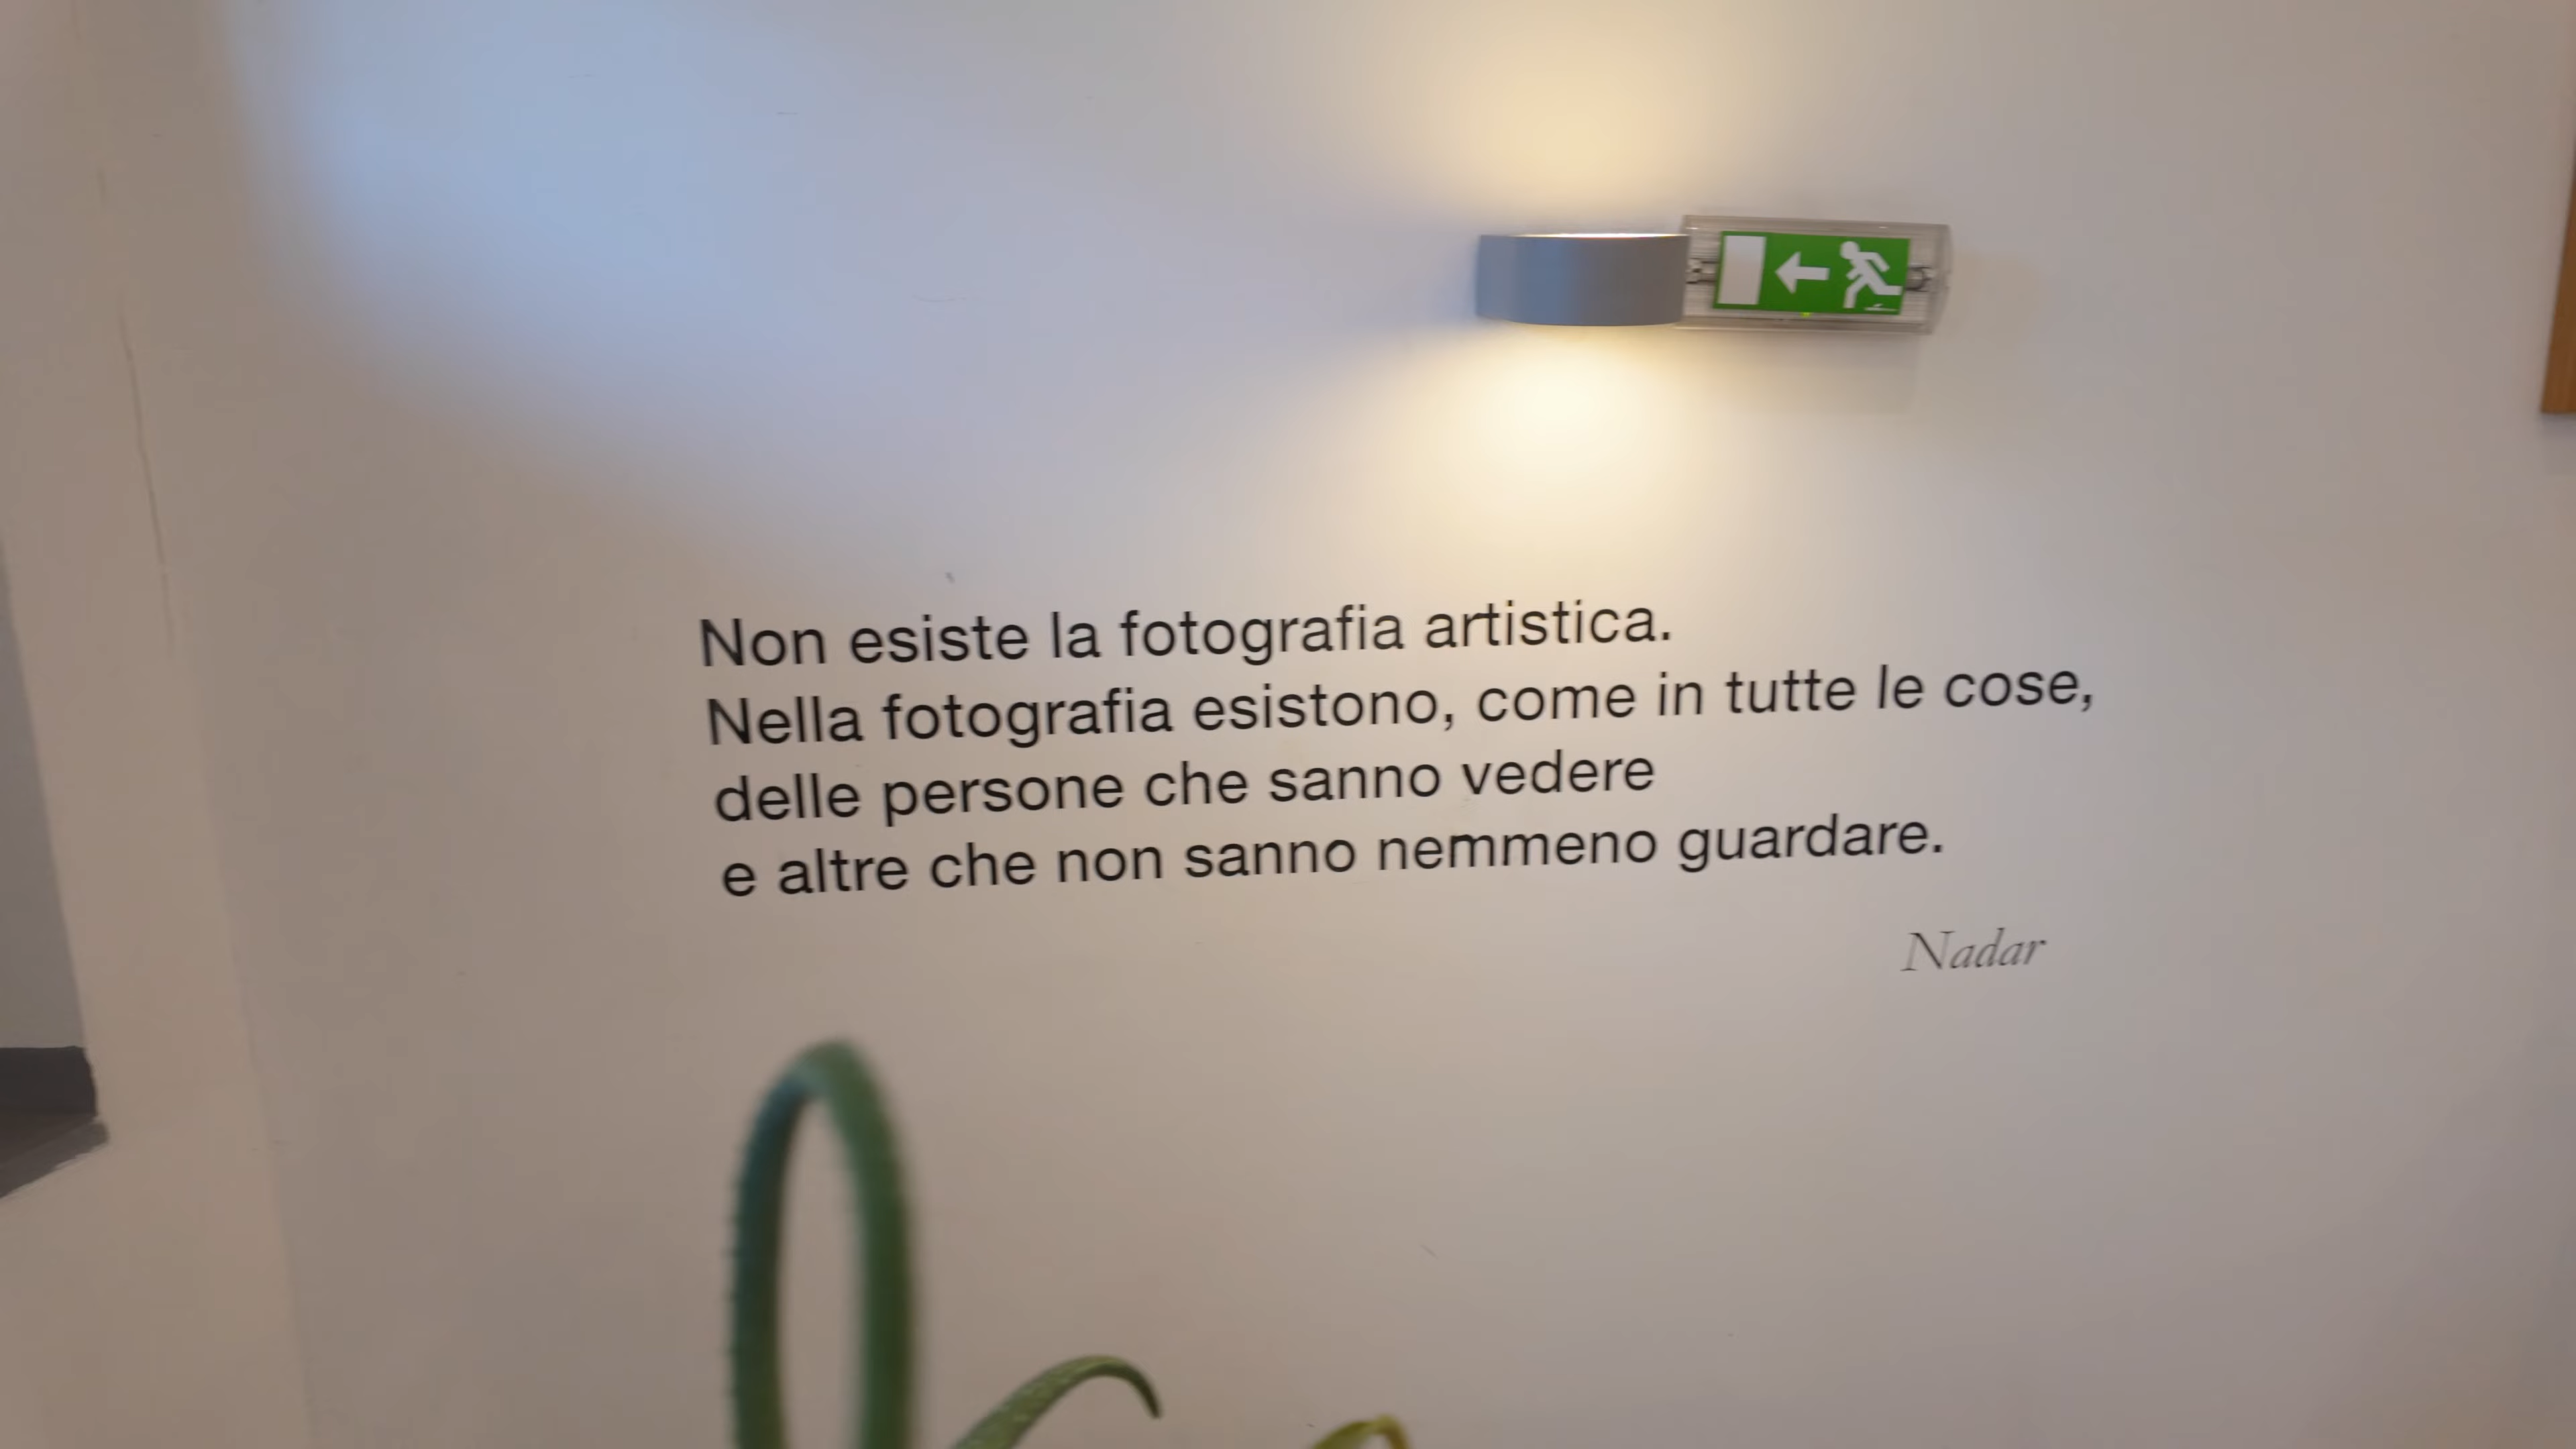 Non esiste la fotografia artistica.
Nella fotografia esistono, come in tutte le cose,
delle persone che sanno vedere
e altre che non sanno nemmeno guardare.
Nadar